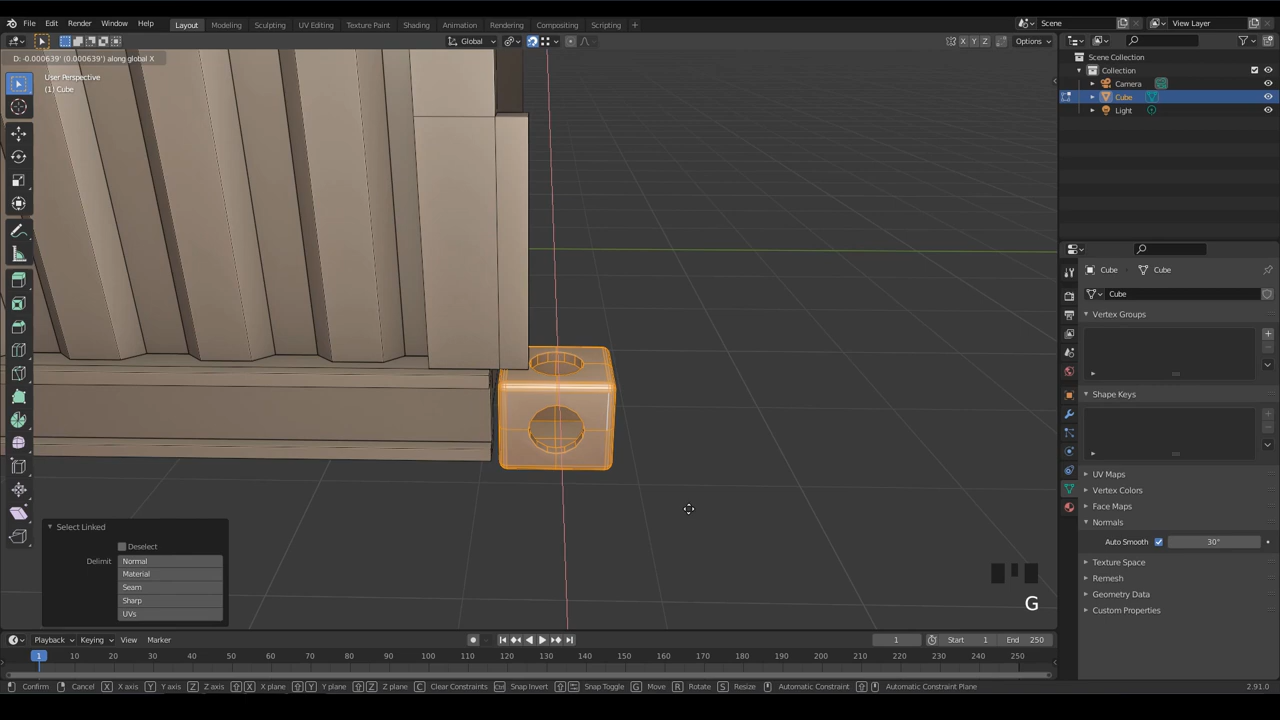 File Edit Render Window Help Layout Modeling Sculpting UV Editing Texture Paint Shading Animation Rendering Compositing Scripting + Scene View Layer
Global Options X Y Z
D: -0.000639' (0.000639') along global X
User Perspective
(1) Cube
Scene Collection
Collection
Camera
Cube
Light
Cube Cube
Cube
Vertex Groups
Shape Keys
UV Maps
Vertex Colors
Face Maps
Normals
Auto Smooth 30°
Texture Space
Remesh
Geometry Data
Custom Properties
Select Linked
Deselect
Delimit Normal
Material
Seam
Sharp
UVs
G
Playback Keying View Marker 1 Start 1 End 250
1 10 20 30 40 50 60 70 80 90 100 110 120 130 140 150 160 170 180 190 200 210 220 230 240 250
Confirm Cancel X X axis Y Y axis Z Z axis X X plane Y Y plane Z Z plane C Clear Constraints Snap Invert Snap Toggle G Move R Rotate S Resize Automatic Constraint Automatic Constraint Plane 2.91.0